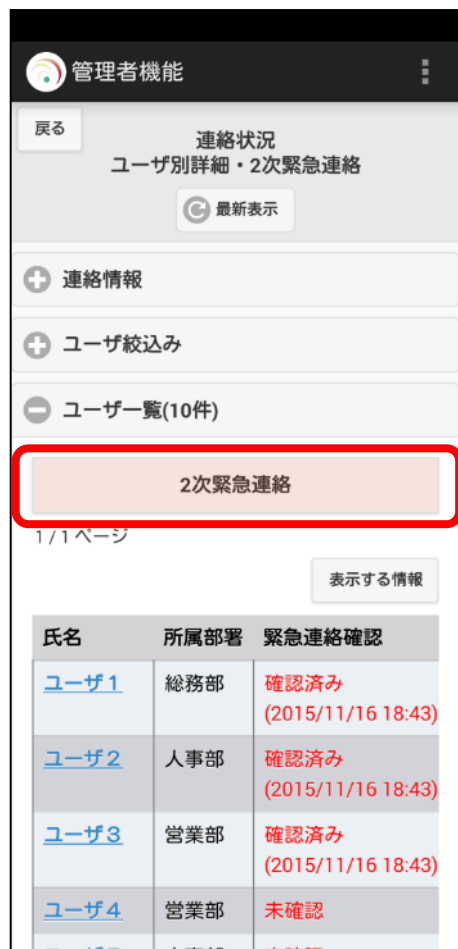 管理者機能
戻る
連絡状況
ユーザ別詳細・2次緊急連絡
最新表示
連絡情報
ユーザ絞込み
ユーザ一覧(10件)
2次緊急連絡
1/1ページ
表示する情報
氏名 所属部署 緊急連絡確認
ユーザ1 総務部 確認済み
(2015/11/16 18:43)
ユーザ2 人事部 確認済み
(2015/11/16 18:43)
ユーザ3 営業部 確認済み
(2015/11/16 18:43)
ユーザ4 営業部 未確認